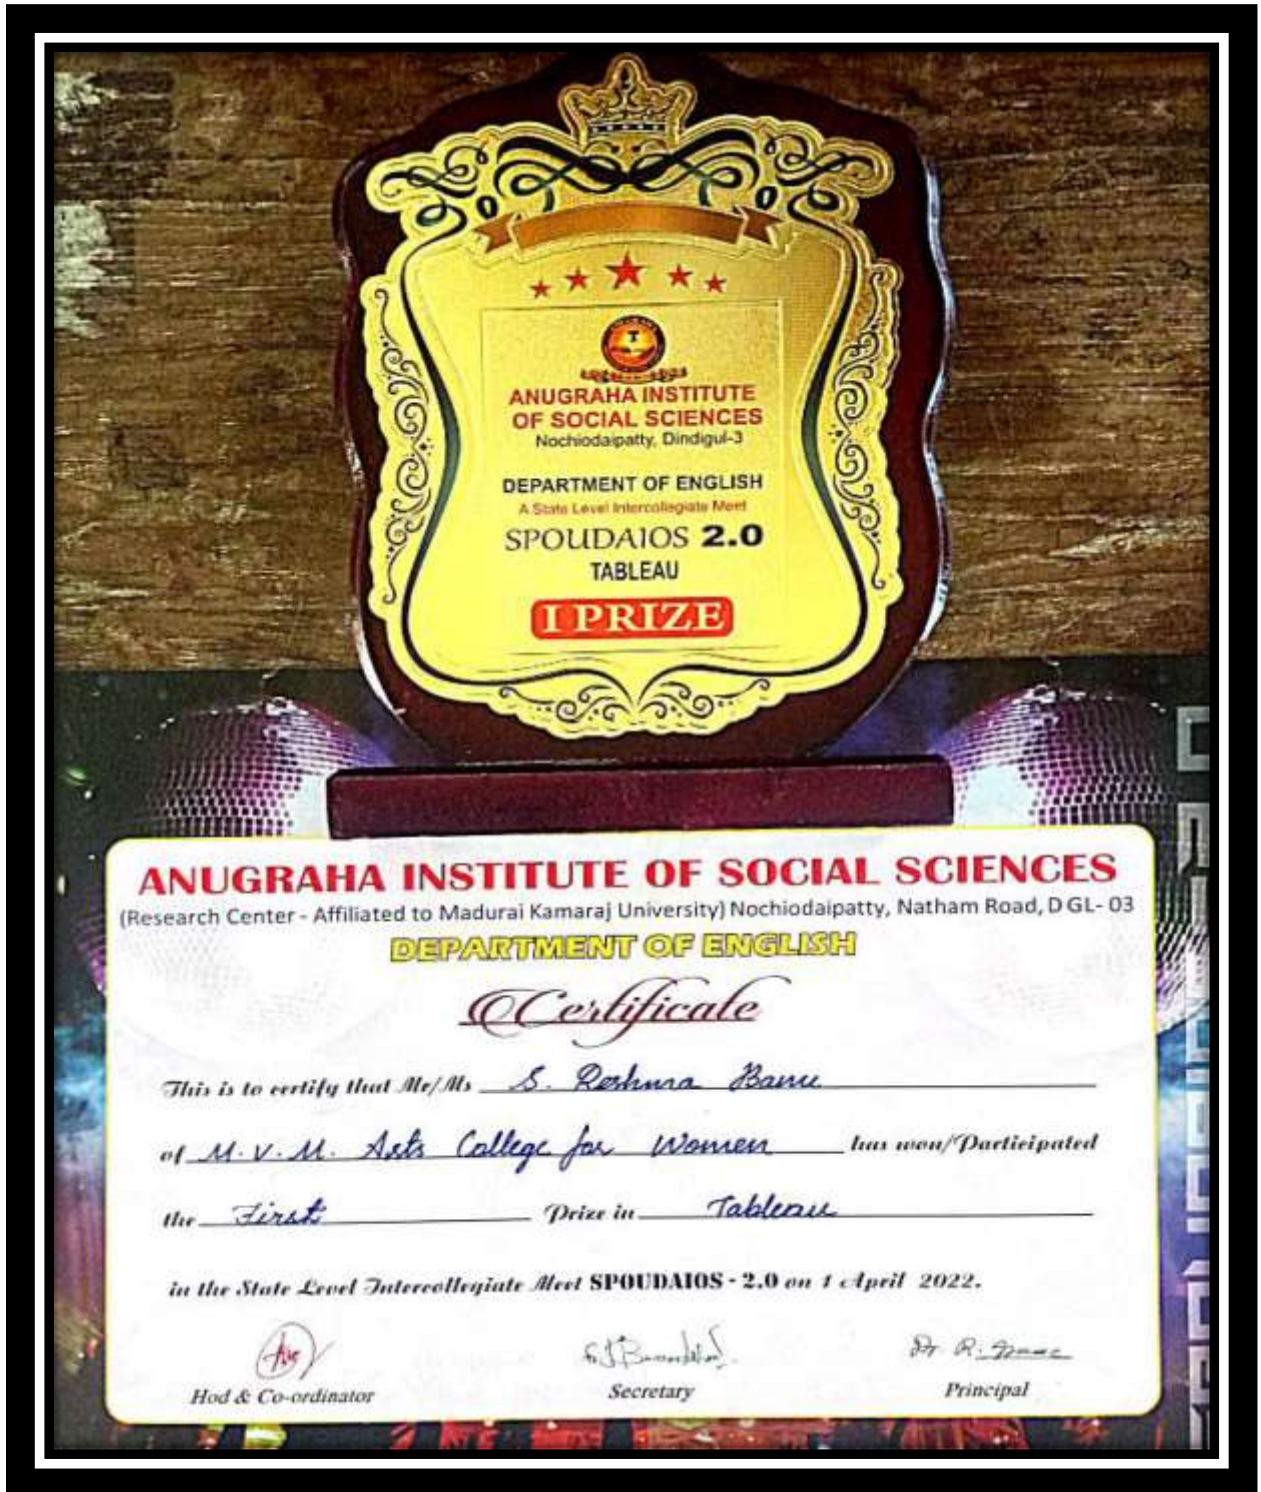 ANUGRAHA INSTITUTE
OF SOCIAL SCIENCES
Nochiodaipatty, Dindigul-3
DEPARTMENT OF ENGLISH
A State Level Intercollegiate Meet
SPOUDAIOS 2.0
TABLEAU
I PRIZE
ANUGRAHA INSTITUTE OF SOCIAL SCIENCES
(Research Center - Affiliated to Madurai Kamaraj University) Nochiodaipatty, Natham Road, DGL- 03
DEPARTMENT OF ENGLISH
Certificate
This is to certify that Mr/Ms S. Reshma Banu
of M.V.M. Arts College for Women has won/Participated
the First Prize in Tableau
in the State Level Intercollegiate Meet SPOUDAIOS - 2.0 on 1 April 2022.
Dr R.
Hod & Co-ordinator Secretary Principal